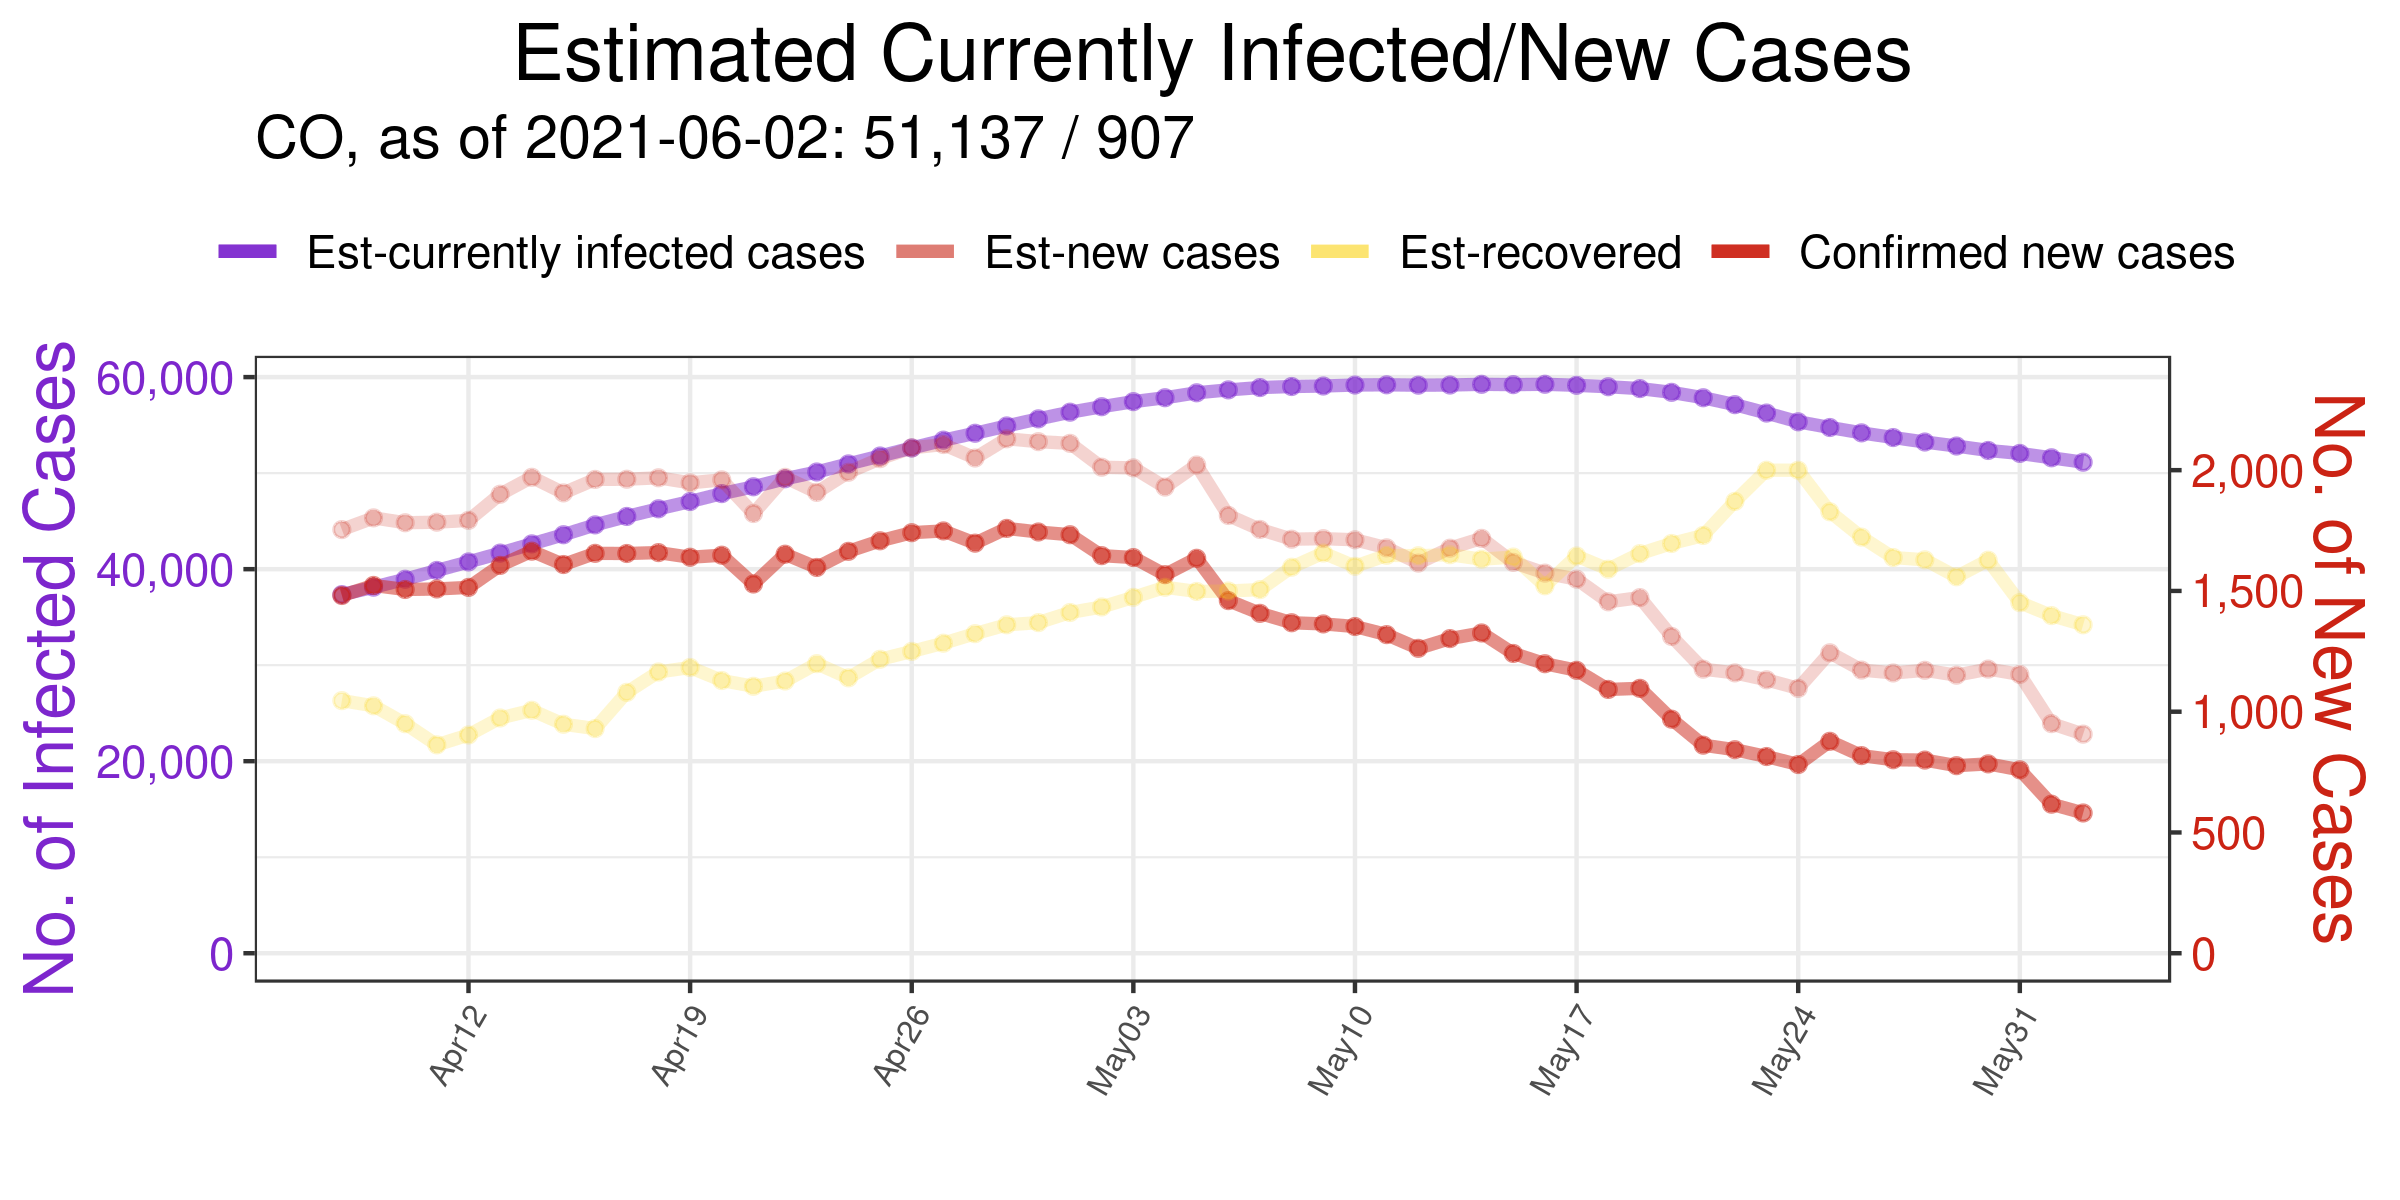 Estimated Currently Infected/New Cases
CO, as of 2021-06-02: 51,137 / 907
Est-currently infected cases Est-new cases Est-recovered Confirmed new cases
No. of Infected Cases
60,000
40,000
20,000
0
2,000
1,500
1,000
500
0
No. of New Cases
Apr12 Apr19 Apr26 May03 May10 May17 May24 May31